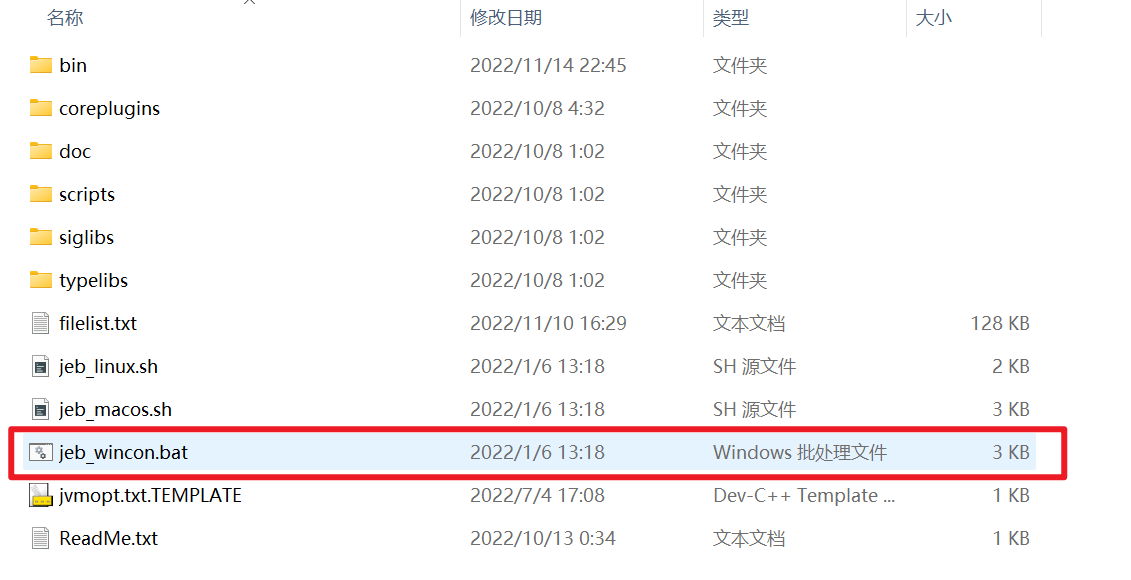 名称 修改日期 类型 大小
bin 2022/11/14 22:45 文件夹
coreplugins 2022/10/8 4:32 文件夹
doc 2022/10/8 1:02 文件夹
scripts 2022/10/8 1:02 文件夹
siglibs 2022/10/8 1:02 文件夹
typelibs 2022/10/8 1:02 文件夹
filelist.txt 2022/11/10 16:29 文本文档 128 KB
jeb_linux.sh 2022/1/6 13:18 SH 源文件 2 KB
jeb_macos.sh 2022/1/6 13:18 SH 源文件 3 KB
jeb_wincon.bat 2022/1/6 13:18 Windows 批处理文件 3 KB
jvmopt.txt.TEMPLATE 2022/7/4 17:08 Dev-C++ Template ... 1 KB
ReadMe.txt 2022/10/13 0:34 文本文档 1 KB